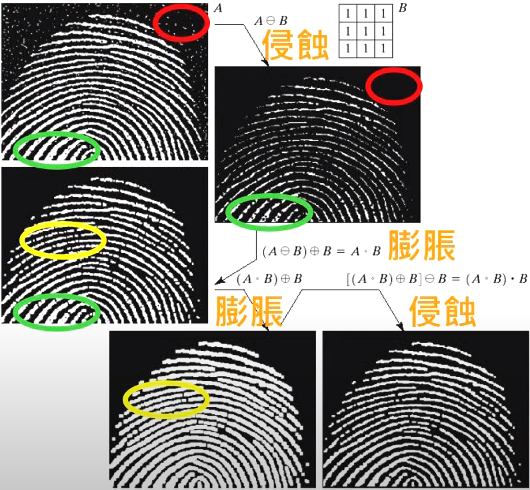 A
A ⊖ B
侵蝕
1 1 1
1 1 1
1 1 1
B
(A ⊖ B) ⊕ B = A ∘ B
膨脹
(A ∘ B) ⊕ B
膨脹
[(A ∘ B) ⊕ B] ⊖ B = (A ∘ B) • B
侵蝕